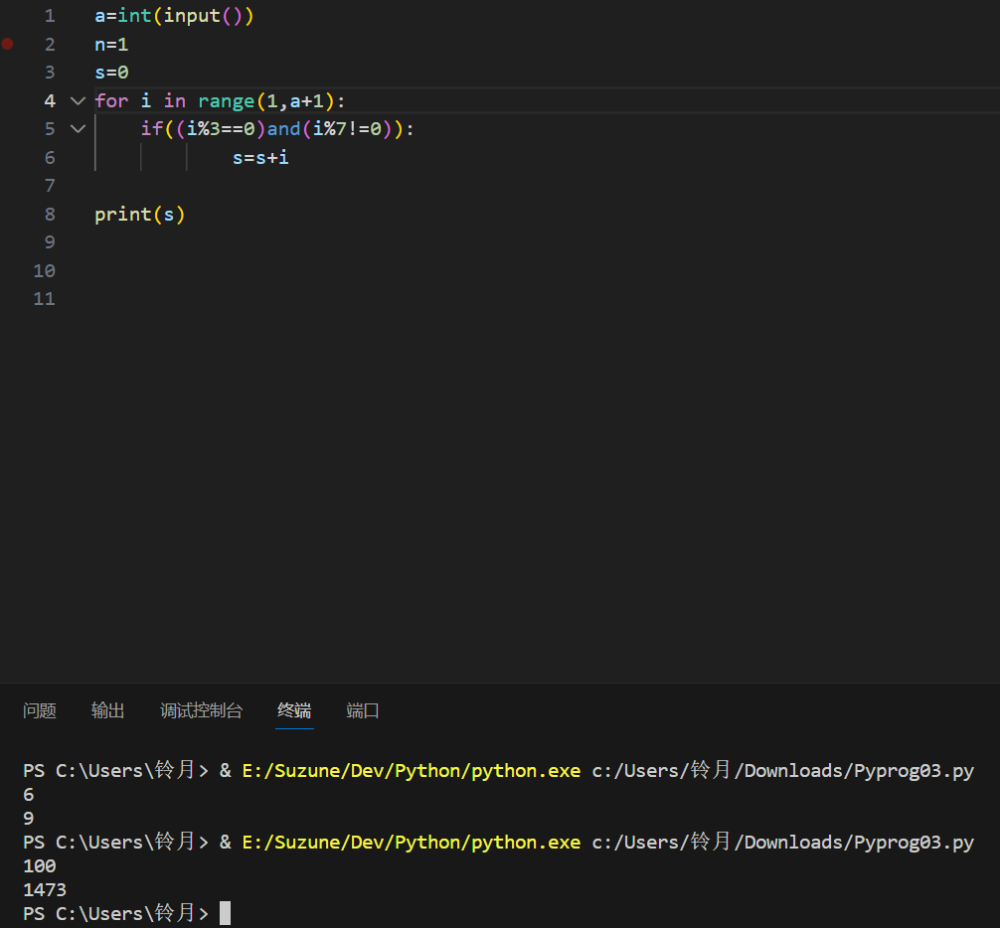 1 a=int(input())
2 n=1
3 s=0
4 for i in range(1,a+1):
5 if((i%3==0)and(i%7!=0)):
6 s=s+i
7
8 print(s)
9
10
11
问题 输出 调试控制台 终端 端口
PS C:\Users\铃月> & E:/Suzune/Dev/Python/python.exe c:/Users/铃月/Downloads/Pyprog03.py
6
9
PS C:\Users\铃月> & E:/Suzune/Dev/Python/python.exe c:/Users/铃月/Downloads/Pyprog03.py
100
1473
PS C:\Users\铃月>